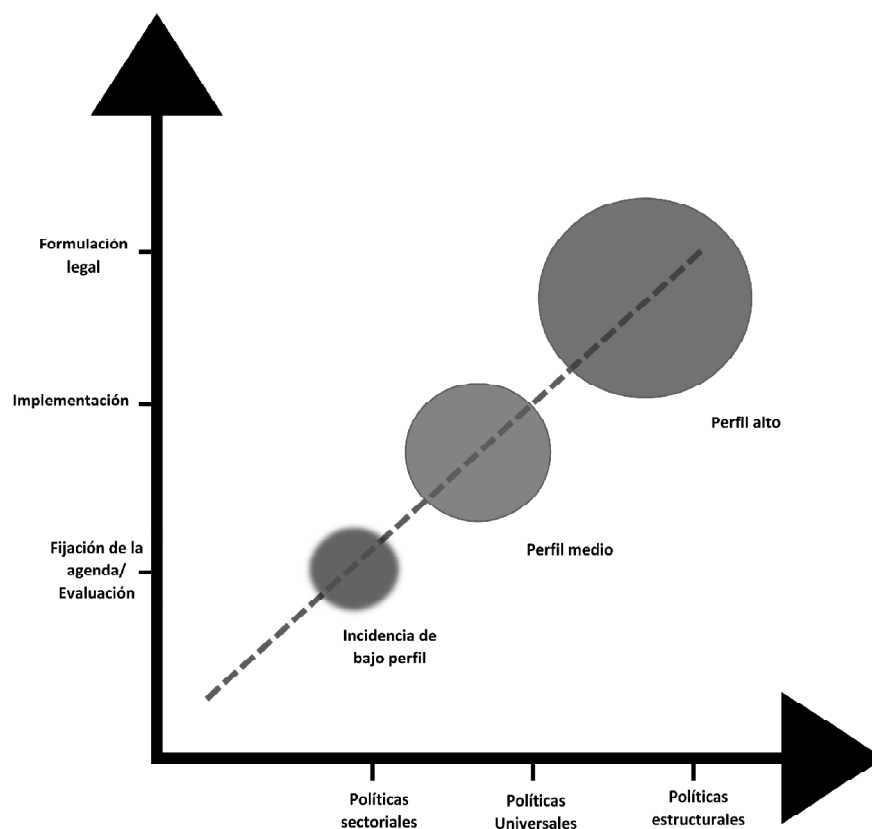 Formulación
legal
Implementación
Perfil alto
Fijación de la
agenda/
Evaluación
Perfil medio
Incidencia de
bajo perfil
Políticas
sectoriales
Políticas
Universales
Políticas
estructurales